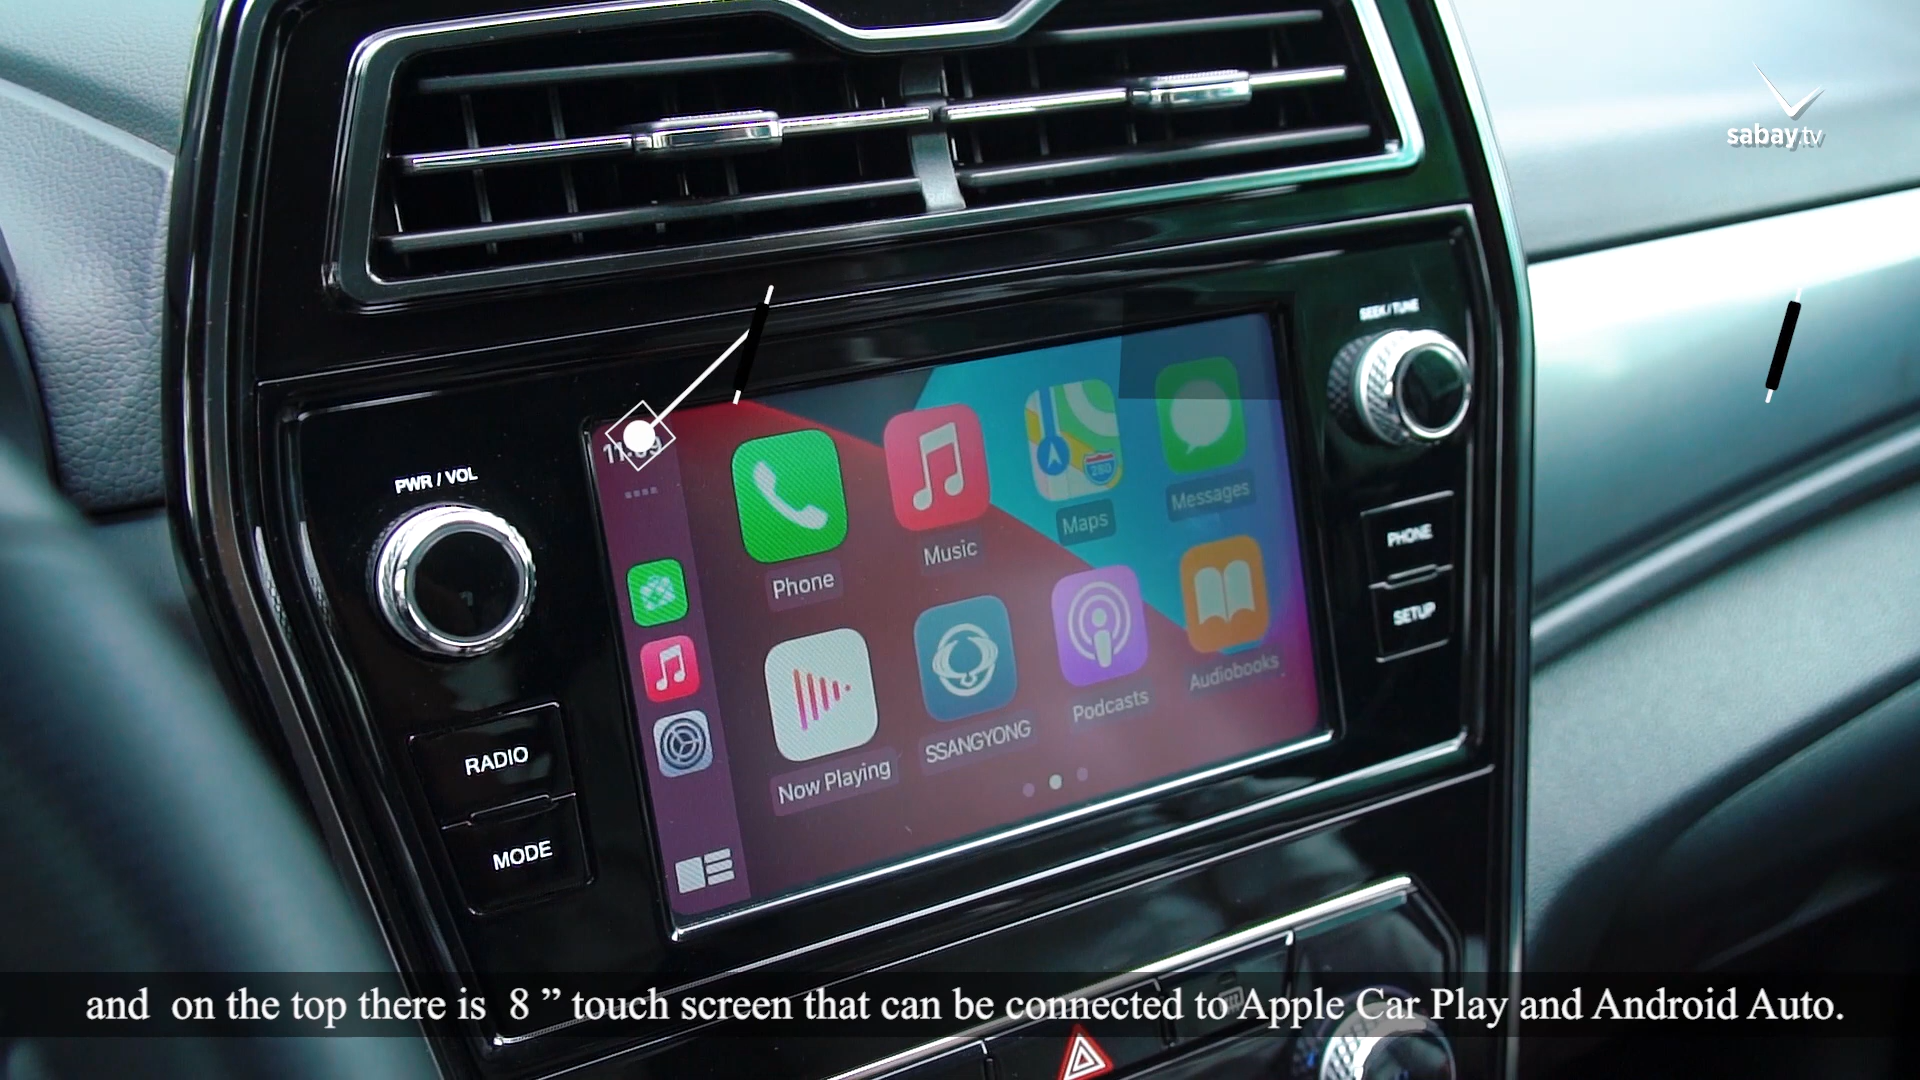 sabay.tv
SEEK / TUNE
PWR / VOL
280
Messages
Maps
PHONE
Music
Phone
SETUP
Audiobooks
Podcasts
SSANGYONG
RADIO
Now Playing
MODE
and on the top there is 8 ” touch screen that can be connected to Apple Car Play and Android Auto.